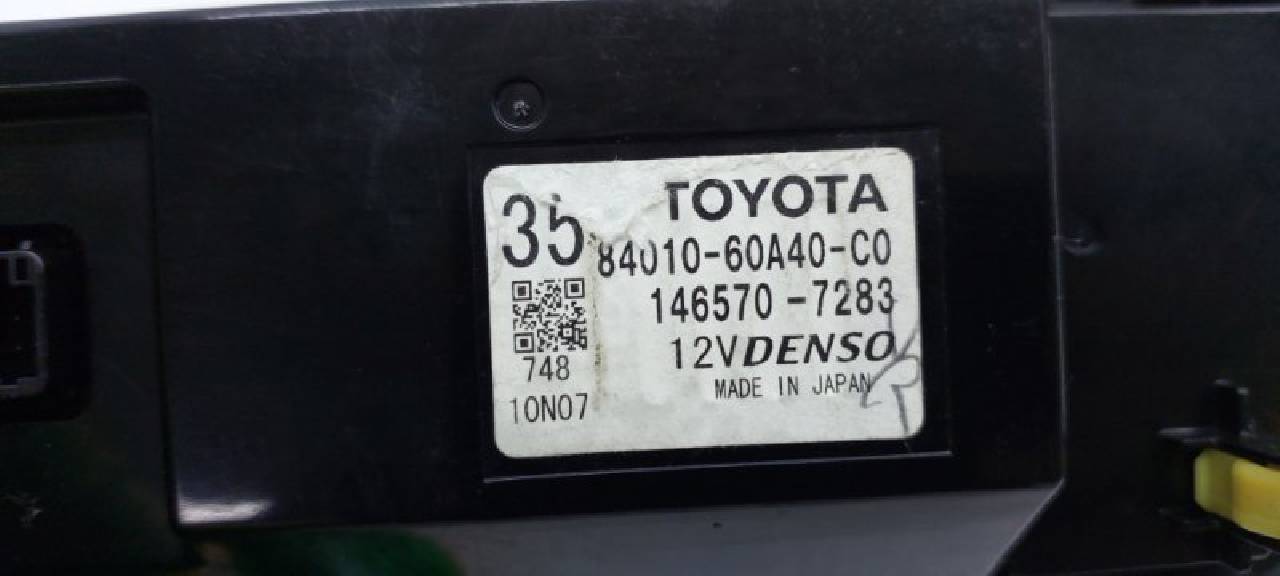 35 TOYOTA
84010-60A40-C0
146570-7283
12V DENSO
MADE IN JAPAN
748
10N07